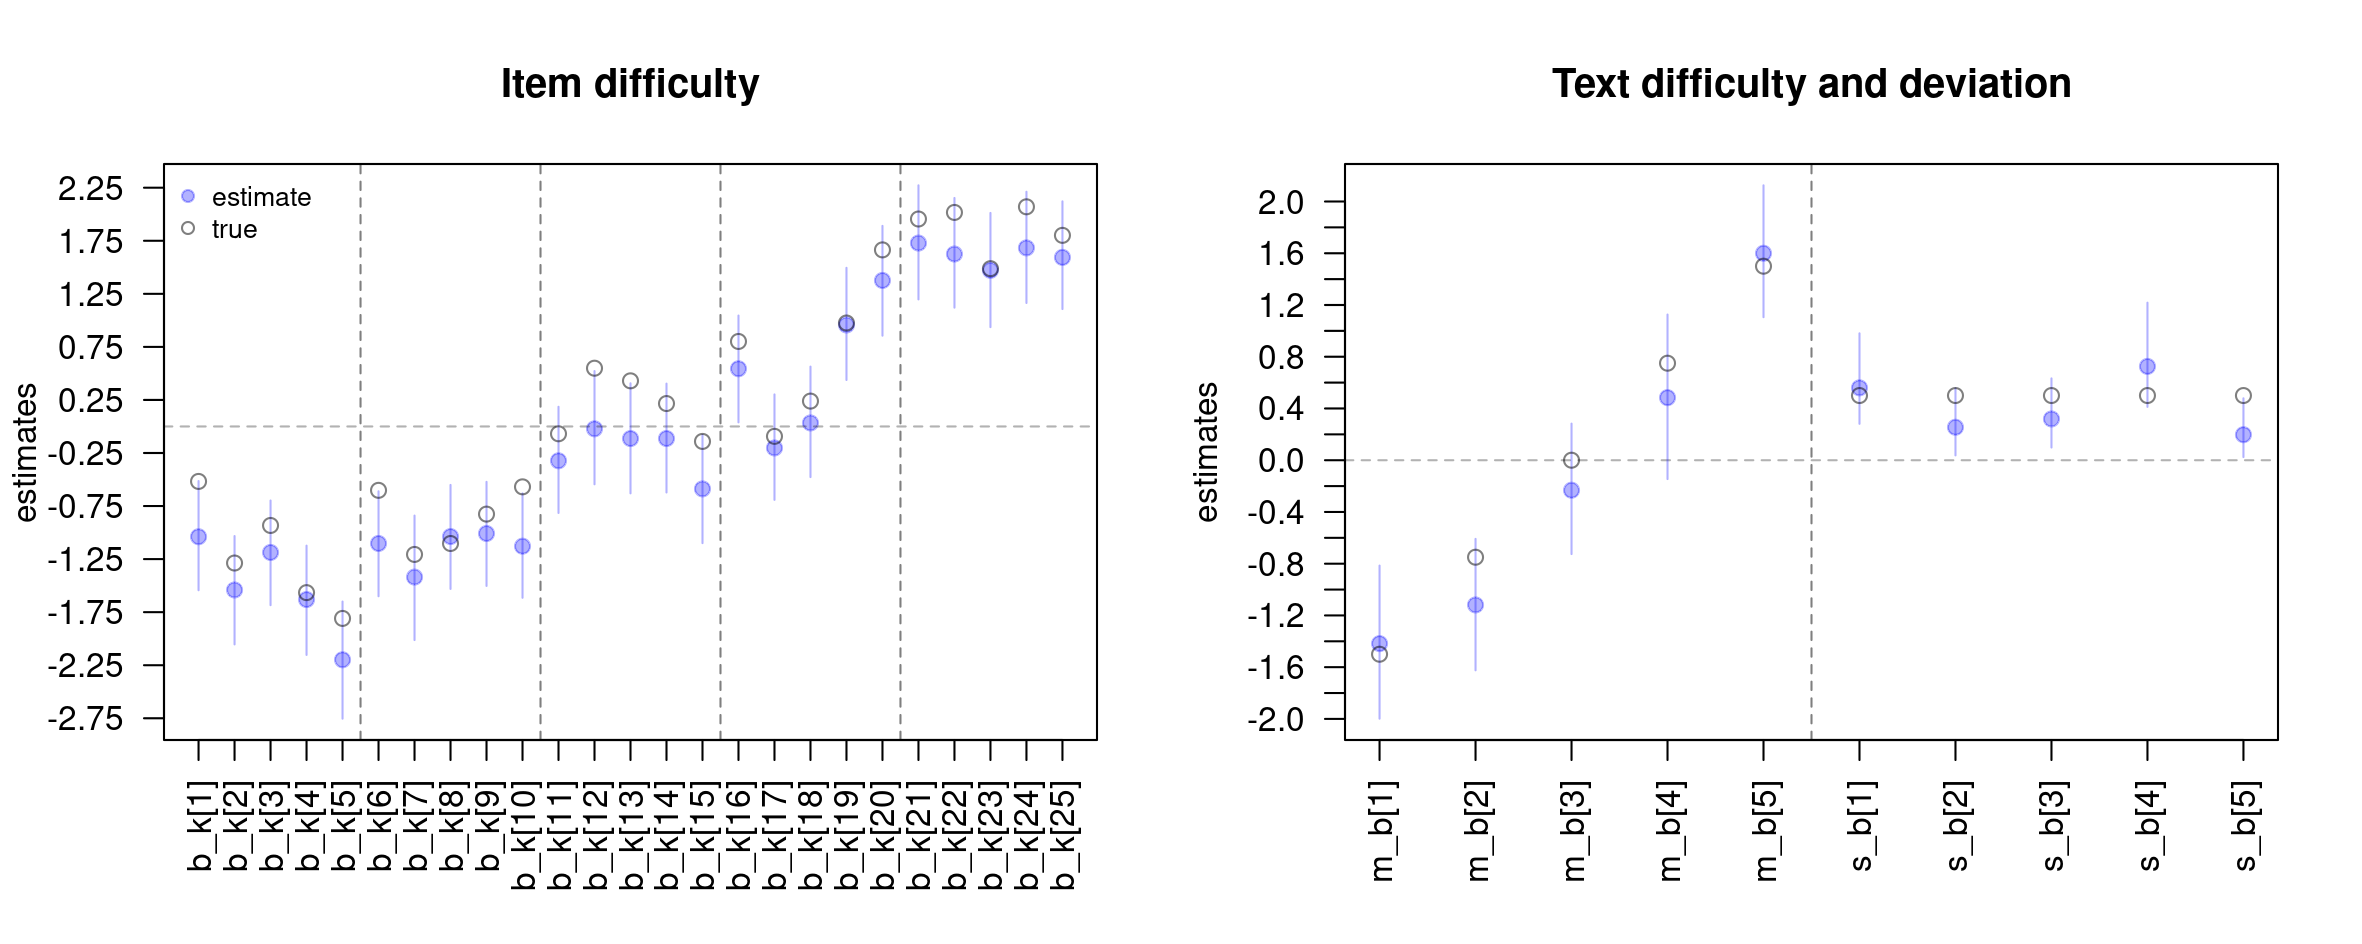 Item difficulty
estimates
2.25
1.75
1.25
0.75
0.25
-0.25
-0.75
-1.25
-1.75
-2.25
-2.75
estimate
true
b_k[1]
b_k[2]
b_k[3]
b_k[4]
b_k[5]
b_k[6]
b_k[7]
b_k[8]
b_k[9]
b_k[10]
b_k[11]
b_k[12]
b_k[13]
b_k[14]
b_k[15]
b_k[16]
b_k[17]
b_k[18]
b_k[19]
b_k[20]
b_k[21]
b_k[22]
b_k[23]
b_k[24]
b_k[25]
Text difficulty and deviation
estimates
2.0
1.6
1.2
0.8
0.4
0.0
-0.4
-0.8
-1.2
-1.6
-2.0
m_b[1]
m_b[2]
m_b[3]
m_b[4]
m_b[5]
s_b[1]
s_b[2]
s_b[3]
s_b[4]
s_b[5]